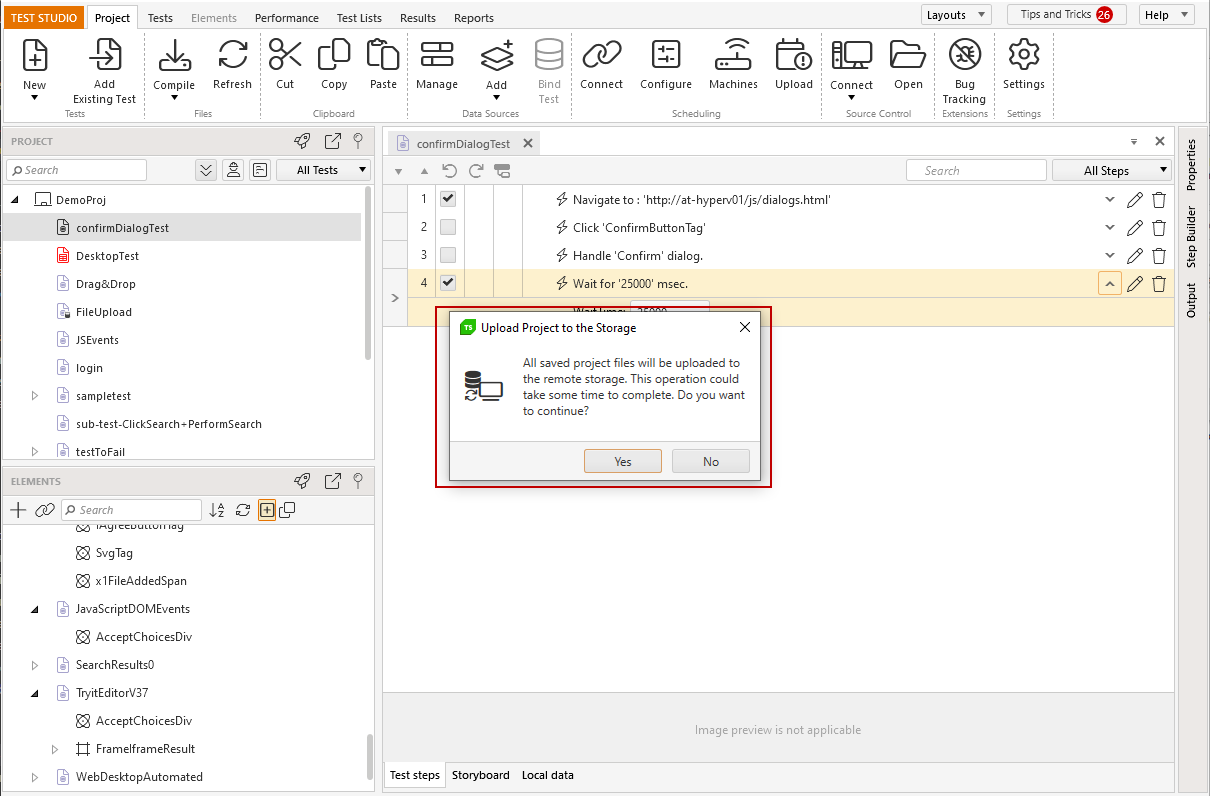 TEST STUDIO Project Tests Elements Performance Test Lists Results Reports Layouts Tips and Tricks 26 Help
New Add Existing Test Compile Refresh Cut Copy Paste Manage Add Bind Test Connect Configure Machines Upload Connect Open Bug Tracking Settings
Tests Files Clipboard Data Sources Scheduling Source Control Extensions Settings
PROJECT
Search All Tests
DemoProj
confirmDialogTest
DesktopTest
Drag&Drop
FileUpload
JSEvents
login
sampletest
sub-test-ClickSearch+PerformSearch
testToFail
ELEMENTS
Search
IAgreeButtonTag
SvgTag
x1FileAddedSpan
JavaScriptDOMEvents
AcceptChoicesDiv
SearchResults0
TryitEditorV37
AcceptChoicesDiv
FrameIframeResult
WebDesktopAutomated
confirmDialogTest
Search All Steps
1 Navigate to : 'http://at-hyperv01/js/dialogs.html'
2 Click 'ConfirmButtonTag'
3 Handle 'Confirm' dialog.
4 Wait for '25000' msec.
WaitTime: 25000
TS Upload Project to the Storage
All saved project files will be uploaded to
the remote storage. This operation could
take some time to complete. Do you want
to continue?
Yes No
Image preview is not applicable
Test steps Storyboard Local data
Properties
Step Builder
Output